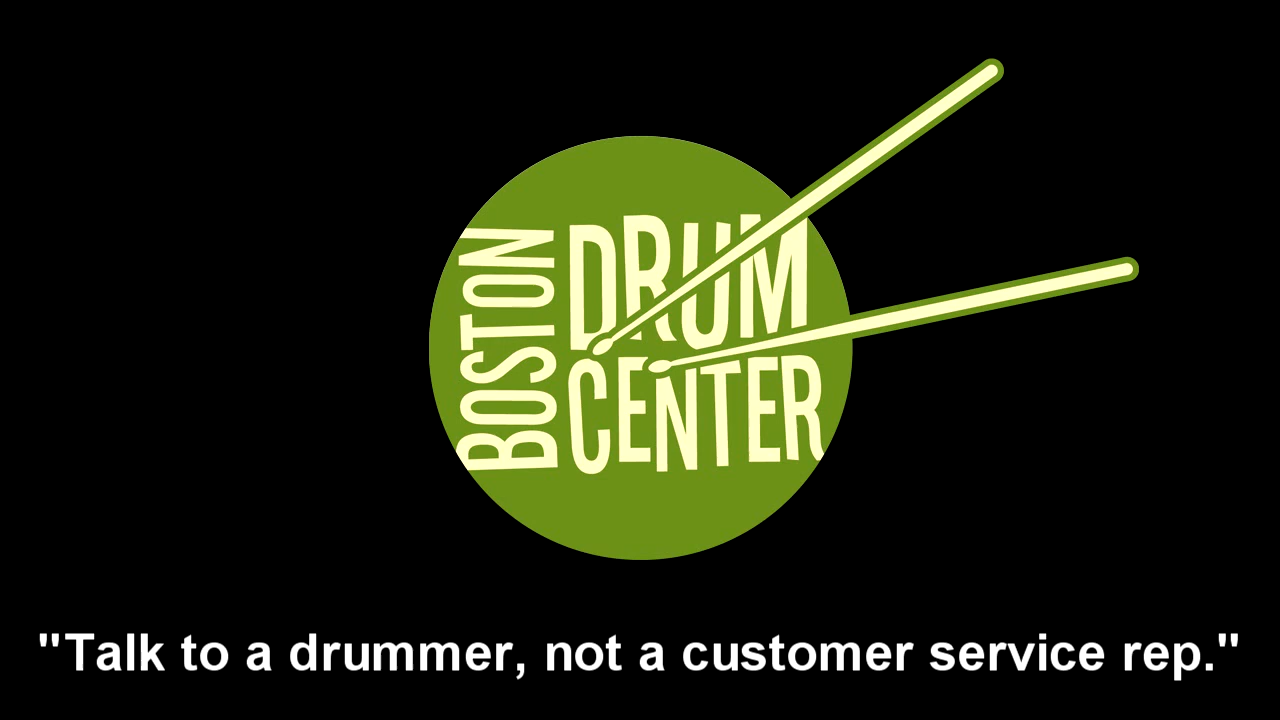 BOSTON
DRUM
CENTER
"Talk to a drummer, not a customer service rep."